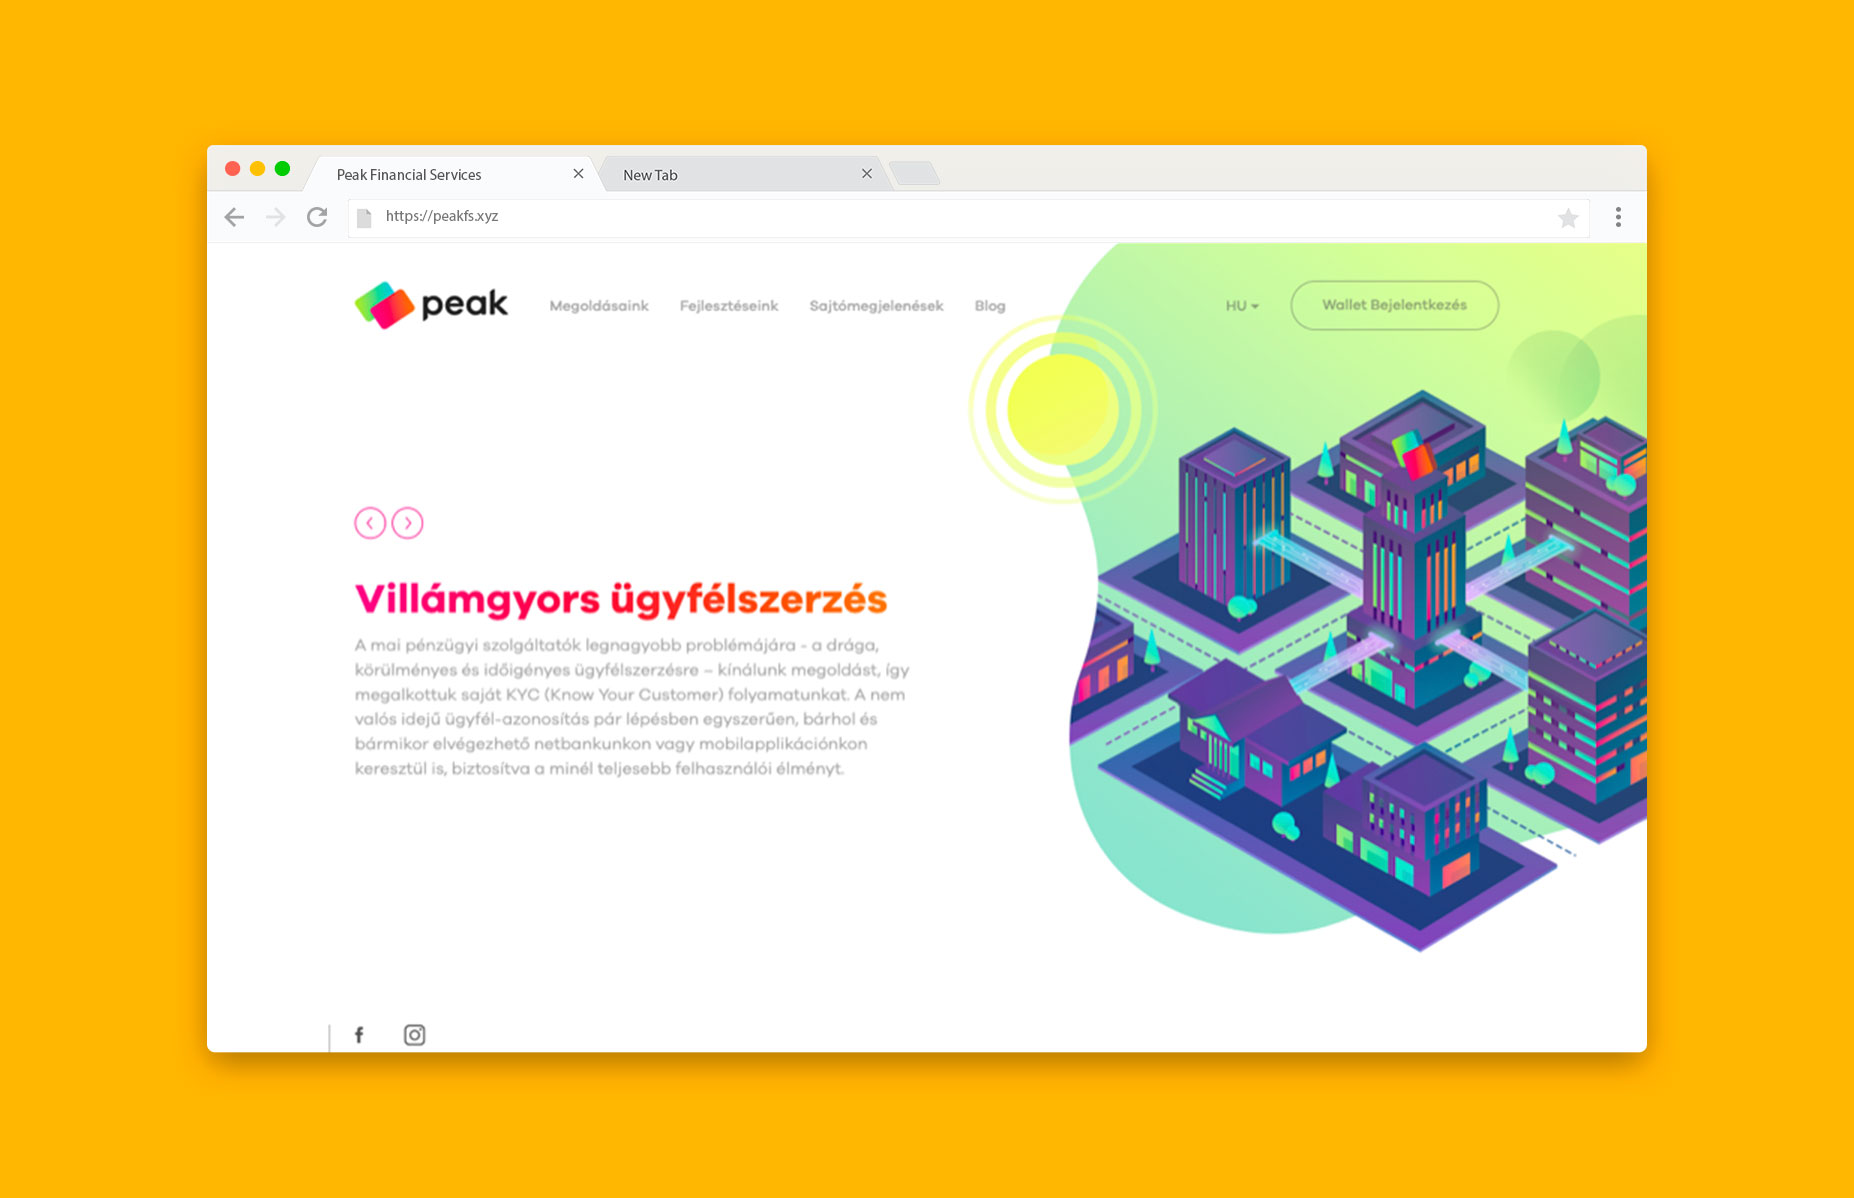 Peak Financial Services
New Tab
https://peakfs.xyz
peak
Megoldásaink
Fejlesztéseink
Sajtómegjelenések
Blog
HU
Wallet Bejelentkezés
Villámgyors ügyfélszerzés
A mai pénzügyi szolgáltatók legnagyobb problémájára - a drága,
körülményes és időigényes ügyfélszerzésre – kínálunk megoldást, így
megalkottuk saját KYC (Know Your Customer) folyamatunkat. A nem
valós idejű ügyfél-azonosítás pár lépésben egyszerűen, bárhol és
bármikor elvégezhető netbankunkon vagy mobilapplikációnkon
keresztül is, biztosítva a minél teljesebb felhasználói élményt.